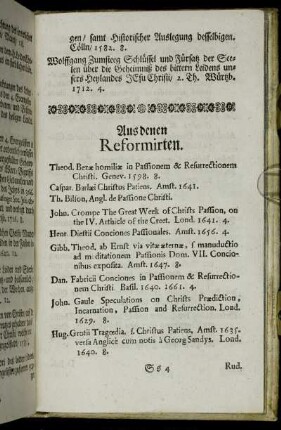 gen / samt Historischer Auslegung desselbigen.
Cölln / 1582. 8.
Wolffgang Zumsteeg Schlüssel und Fürsatz der See-
len über die Geheimniß des bittern Leidens un-
sers Heylandes JEsu Christi, 2. Th. Würtzb.
1712. 4.
Aus denen
Reformirten.
Theod. Bezæ homiliæ in Passionem & Resurrectionem
Christi. Genev. 1598. 8.
Caspar. Barlæi Christus Patiens. Amst. 1641.
Th. Bilson, Angl. de Passione Christi.
John. Crompe The Great Week of Christs Passion, on
the IV. Arthicle of the Creet. Lond. 1641. 4.
Henr. Diestii Conciones Passionales. Amst. 1656. 4.
Gibb. Theod. ab Ernst via vitæ æternæ, s. manuductio
ad meditationem Passionis Dom. VII. Concio-
nibus exposita. Amst. 1647. 8.
Dan. Fabricii Conciones in Passionem & Resurrectio-
nem Christi. Basil. 1640. 1661. 4.
John. Gaule Speculations on Christs Prædiction,
Incarnation, Passion and Resurrection. Lond.
1629. 8.
Hug. Grotii Tragœdia, s. Christus Patiens, Amst. 1635.
versa Anglicè cum notis à Georg Sandys. Lond.
1640. 8.
S s 4 Rud.